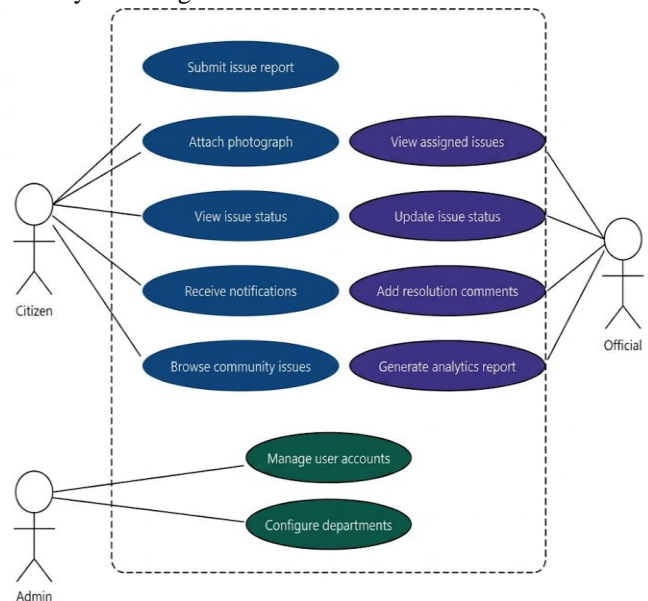 Submit issue report
Attach photograph
View assigned issues
View issue status
Update issue status
Citizen
Receive notifications
Add resolution comments
Official
Browse community issues
Generate analytics report
Manage user accounts
Configure departments
Admin